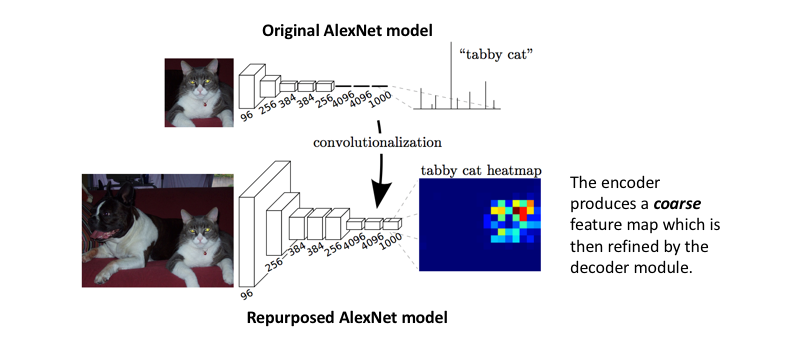 Original AlexNet model
“tabby cat”
96
256
384
384
256
4096
4096
1000
convolutionalization
tabby cat heatmap
96
256
384
384
256
4096
4096
1000
The encoder
produces a coarse
feature map which is
then refined by the
decoder module.
Repurposed AlexNet model